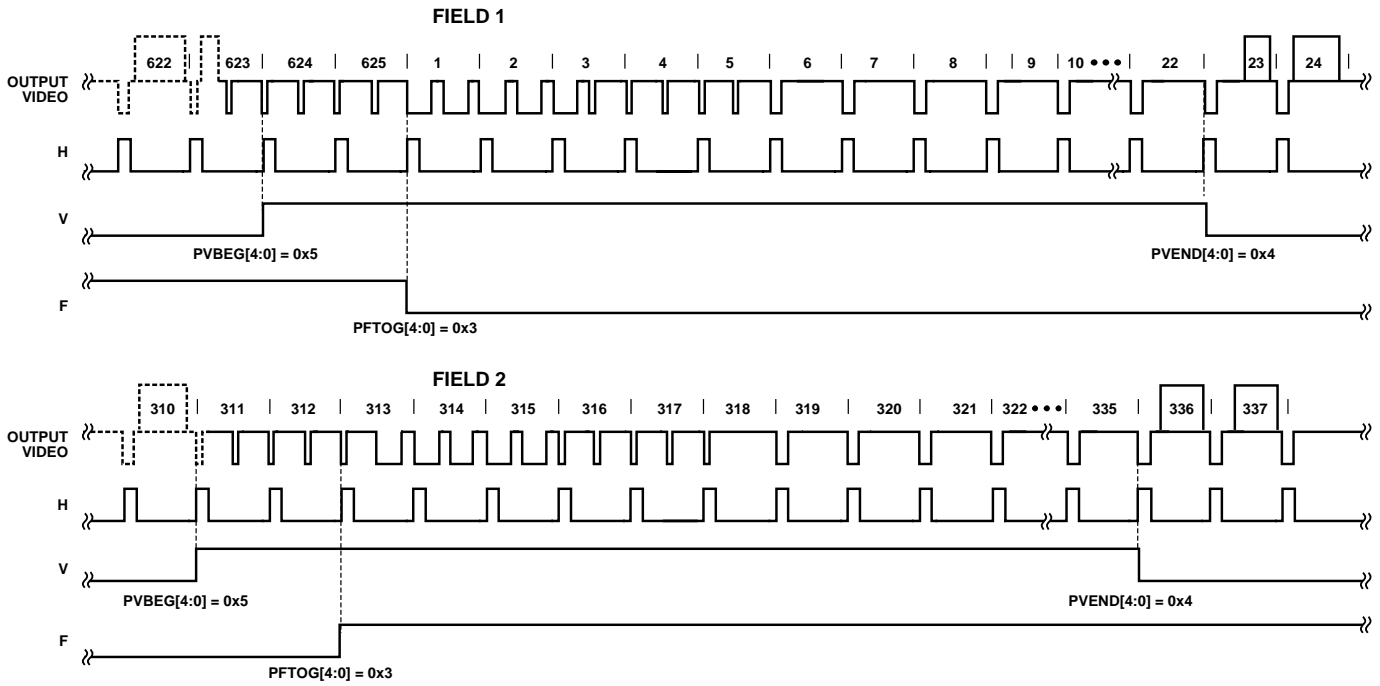 FIELD 1
622 623 624 625 1 2 3 4 5 6 7 8 9 10 ••• 22 23 24
OUTPUT
VIDEO
H
V
PVBEG[4:0] = 0x5
PVEND[4:0] = 0x4
F
PFTOG[4:0] = 0x3
FIELD 2
310 311 312 313 314 315 316 317 318 319 320 321 322 ••• 335 336 337
OUTPUT
VIDEO
H
V
PVBEG[4:0] = 0x5
PVEND[4:0] = 0x4
F
PFTOG[4:0] = 0x3